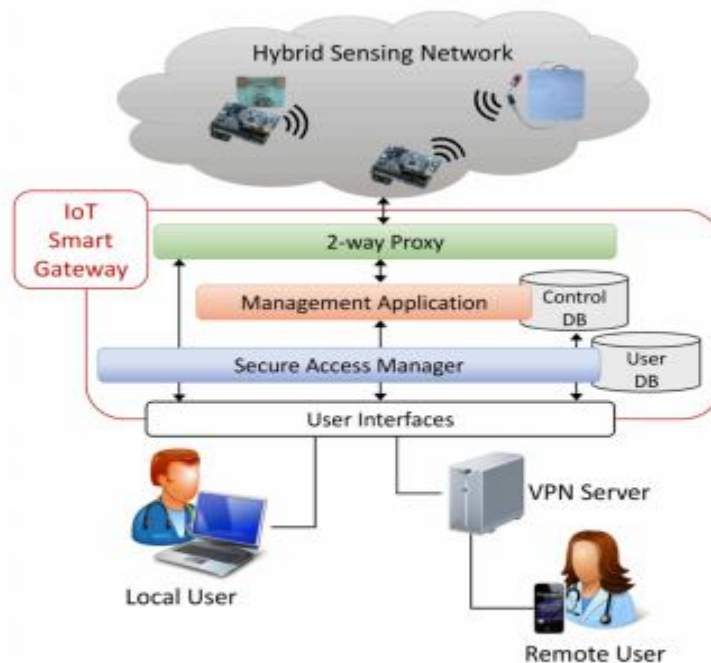 Hybrid Sensing Network
IoT
Smart
Gateway
2-way Proxy
Management Application
Control
DB
Secure Access Manager
User
DB
User Interfaces
VPN Server
Local User
Remote User